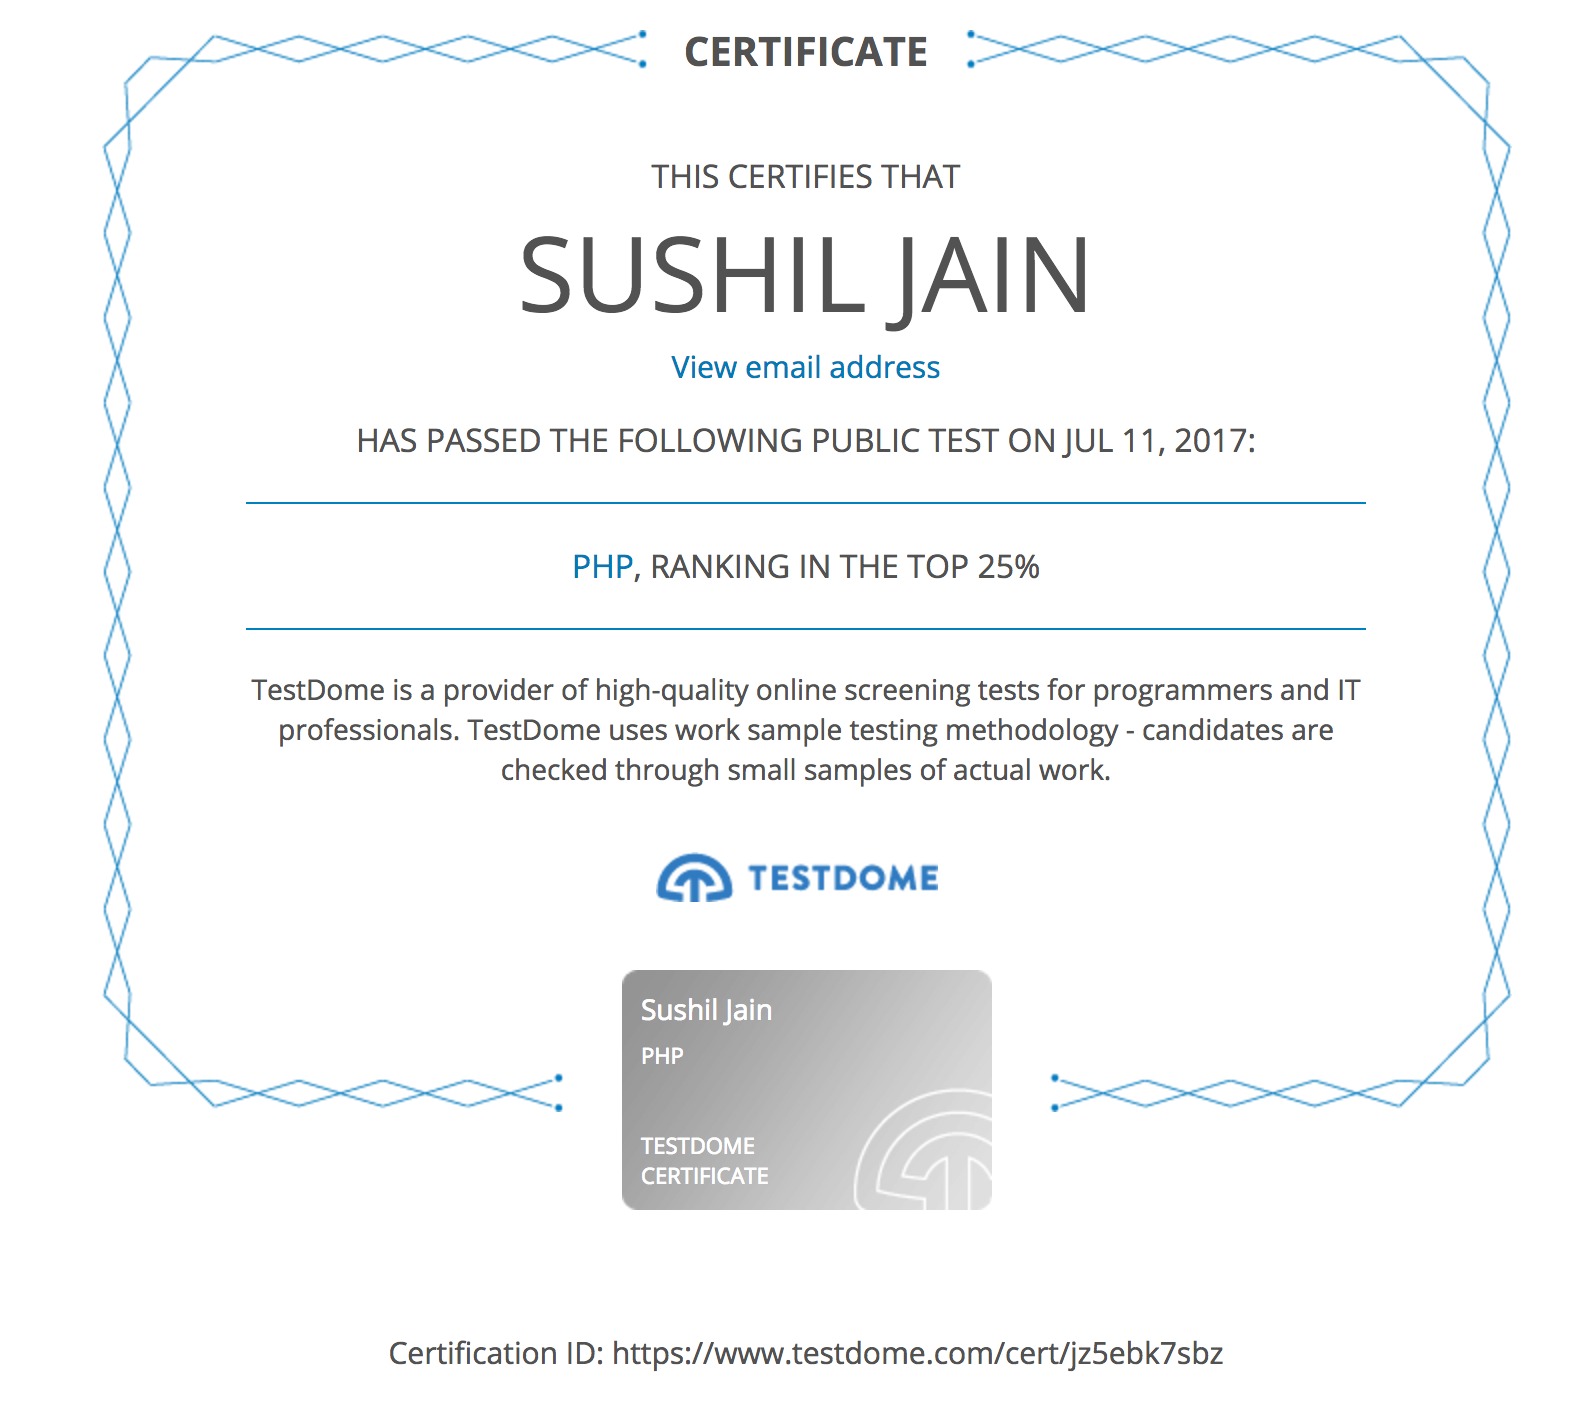 CERTIFICATE
THIS CERTIFIES THAT
SUSHIL JAIN
View email address
HAS PASSED THE FOLLOWING PUBLIC TEST ON JUL 11, 2017:
PHP, RANKING IN THE TOP 25%
TestDome is a provider of high-quality online screening tests for programmers and IT
professionals. TestDome uses work sample testing methodology - candidates are
checked through small samples of actual work.
TESTDOME
Sushil Jain
PHP
TESTDOME
CERTIFICATE
Certification ID: https://www.testdome.com/cert/jz5ebk7sbz